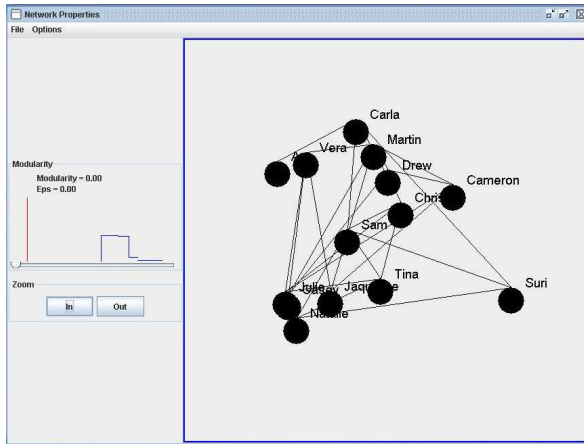 Network Properties
File Options
Modularity
Modularity = 0.00
Eps = 0.00
Zoom
In Out
Carla
Martin
Vera
Drew
Cameron
Chris
Sam
Tina
Suri
Julie
Casey
Natalie